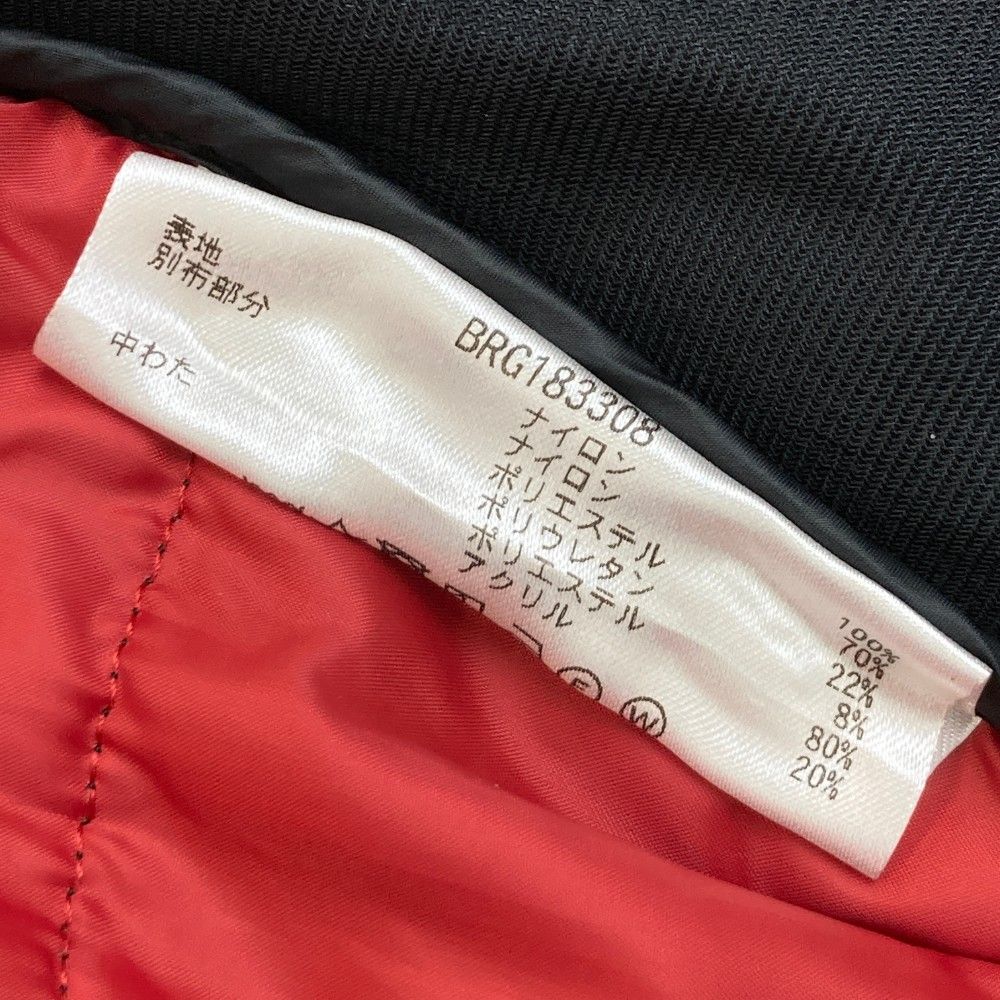 BRG183308
表地 ナイロン 100%
別布部分 ナイロン 70%
ポリエステル 22%
ポリウレタン 8%
中わた ポリエステル 80%
アクリル 20%
F W